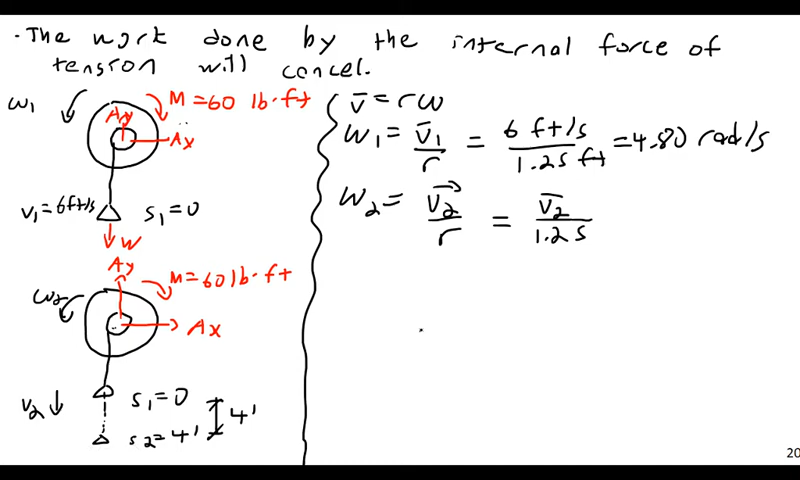 · The work done by the internal force of
tension will cancel.
ω1
M = 60 lb·ft
Ay
Ax
v1 = 6 ft/s
s1 = 0
W
Ay
M = 60 lb·ft
ω2
Ax
v2
s1 = 0
4'
s2 = 4'
v̄ = rω
ω1 = v̄1/r = 6 ft/s / 1.25 ft = 4.80 rad/s
ω2 = v⃗2/r = v̄2/1.25
20